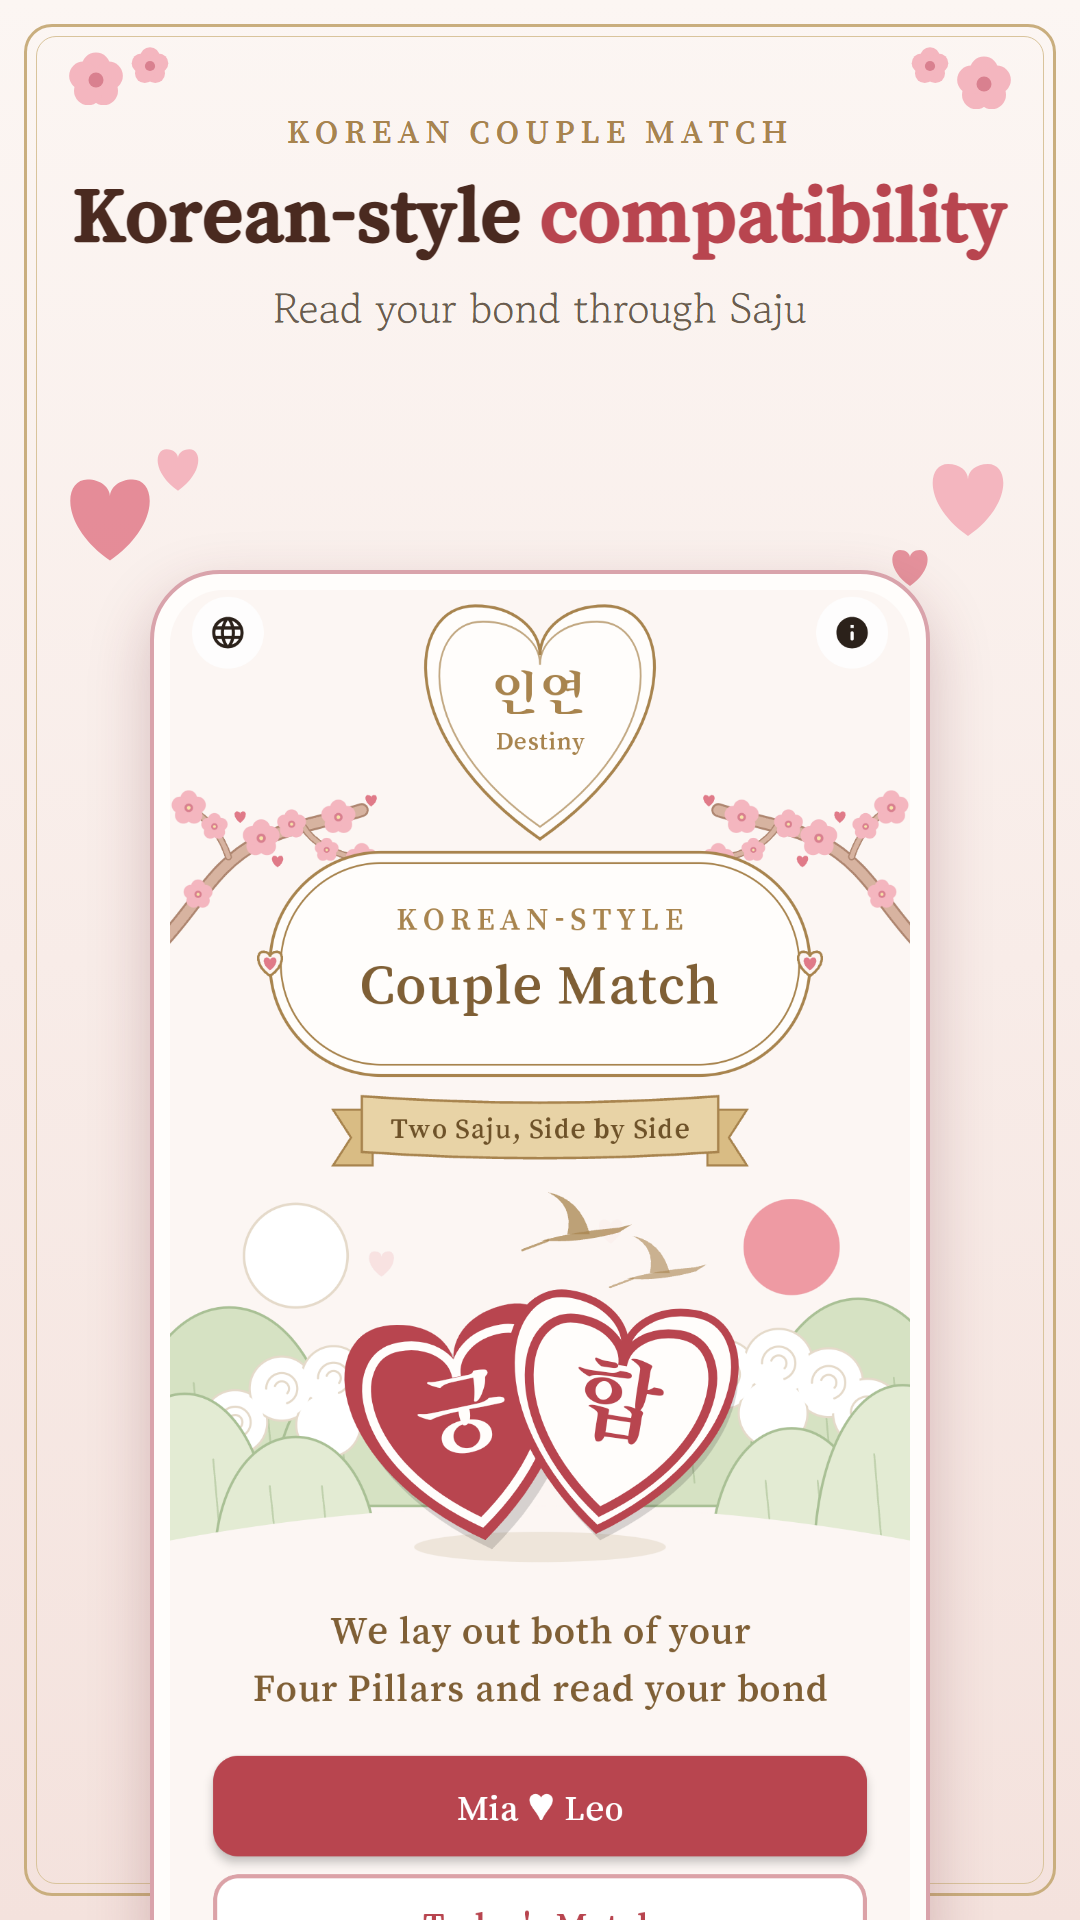 KOREAN COUPLE MATCH
Korean-style compatibility
Read your bond through Saju
인연
Destiny
KOREAN-STYLE
Couple Match
Two Saju, Side by Side
궁 합
We lay out both of your
Four Pillars and read your bond
Mia ♥ Leo